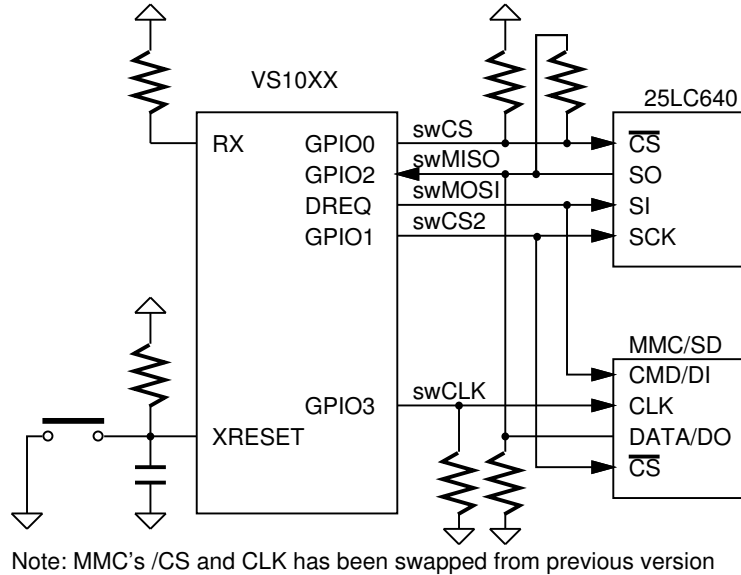 VS10XX
25LC640
RX
GPIO0
swCS
CS
GPIO2
swMISO
SO
DREQ
swMOSI
SI
GPIO1
swCS2
SCK
MMC/SD
CMD/DI
GPIO3
swCLK
CLK
XRESET
DATA/DO
CS
Note: MMC's /CS and CLK has been swapped from previous version